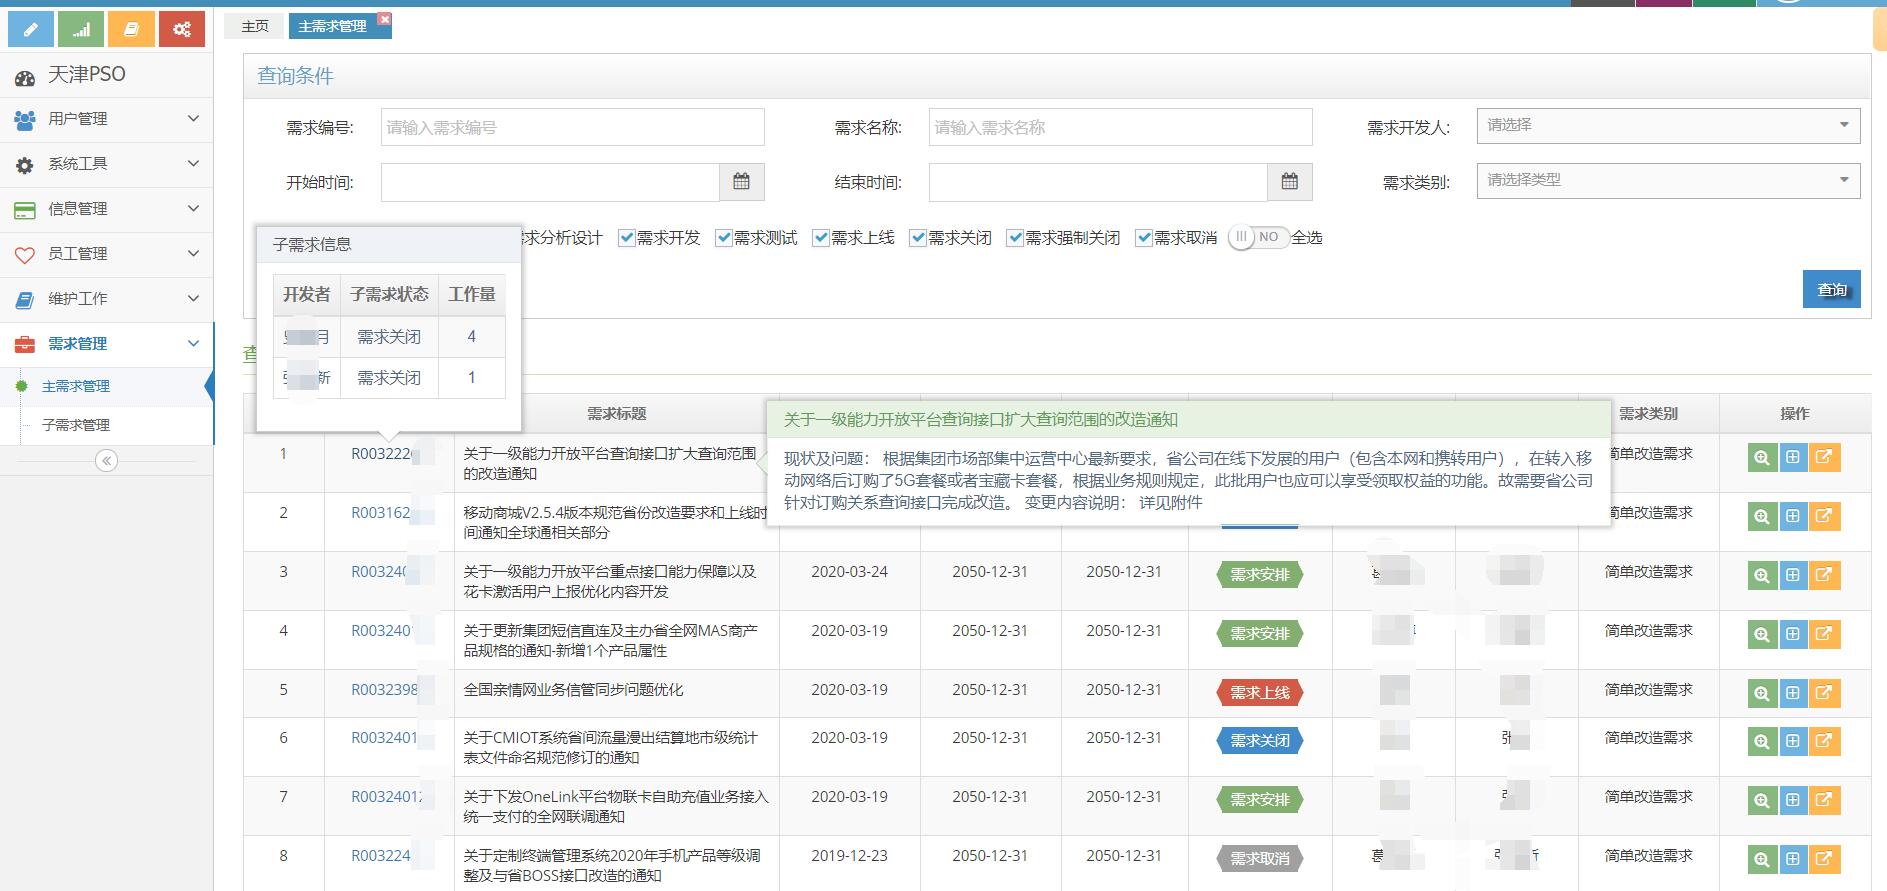 主页
主需求管理
天津PSO
用户管理
系统工具
信息管理
员工管理
维护工作
需求管理
主需求管理
子需求管理
查询条件
需求编号:
请输入需求编号
需求名称:
请输入需求名称
需求开发人:
请选择
开始时间:
结束时间:
需求类别:
请选择类型
求分析设计
需求开发
需求测试
需求上线
需求关闭
需求强制关闭
需求取消
NO
全选
查询
子需求信息
开发者 子需求状态 工作量
月 需求关闭 4
新 需求关闭 1
查
需求标题
需求类别
操作
关于一级能力开放平台查询接口扩大查询范围的改造通知
现状及问题： 根据集团市场部集中运营中心最新要求，省公司在线下发展的用户（包含本网和携转用户），在转入移
动网络后订购了5G套餐或者宝藏卡套餐，根据业务规则规定，此批用户也应可以享受领取权益的功能。故需要省公司
针对订购关系查询接口完成改造。 变更内容说明： 详见附件
1
R003222
关于一级能力开放平台查询接口扩大查询范围
的改造通知
简单改造需求
2
R003162
移动商城V2.5.4版本规范省份改造要求和上线时
间通知全球通相关部分
简单改造需求
3
R003240
关于一级能力开放平台重点接口能力保障以及
花卡激活用户上报优化内容开发
2020-03-24
2050-12-31
2050-12-31
需求安排
简单改造需求
4
R003240
关于更新集团短信直连及主办省全网MAS商产
品规格的通知-新增1个产品属性
2020-03-19
2050-12-31
2050-12-31
需求安排
简单改造需求
5
R0032398
全国亲情网业务信管同步问题优化
2020-03-19
2050-12-31
2050-12-31
需求上线
简单改造需求
6
R0032401
关于CMIOT系统省间流量漫出结算地市级统计
表文件命名规范修订的通知
2020-03-19
2050-12-31
2050-12-31
需求关闭
张
简单改造需求
7
R0032401
关于下发OneLink平台物联卡自助充值业务接入
统一支付的全网联调通知
2020-03-19
2050-12-31
2050-12-31
需求安排
简单改造需求
8
R003224
关于定制终端管理系统2020年手机产品等级调
整及与省BOSS接口改造的通知
2019-12-23
2050-12-31
2050-12-31
需求取消
葛
新
简单改造需求